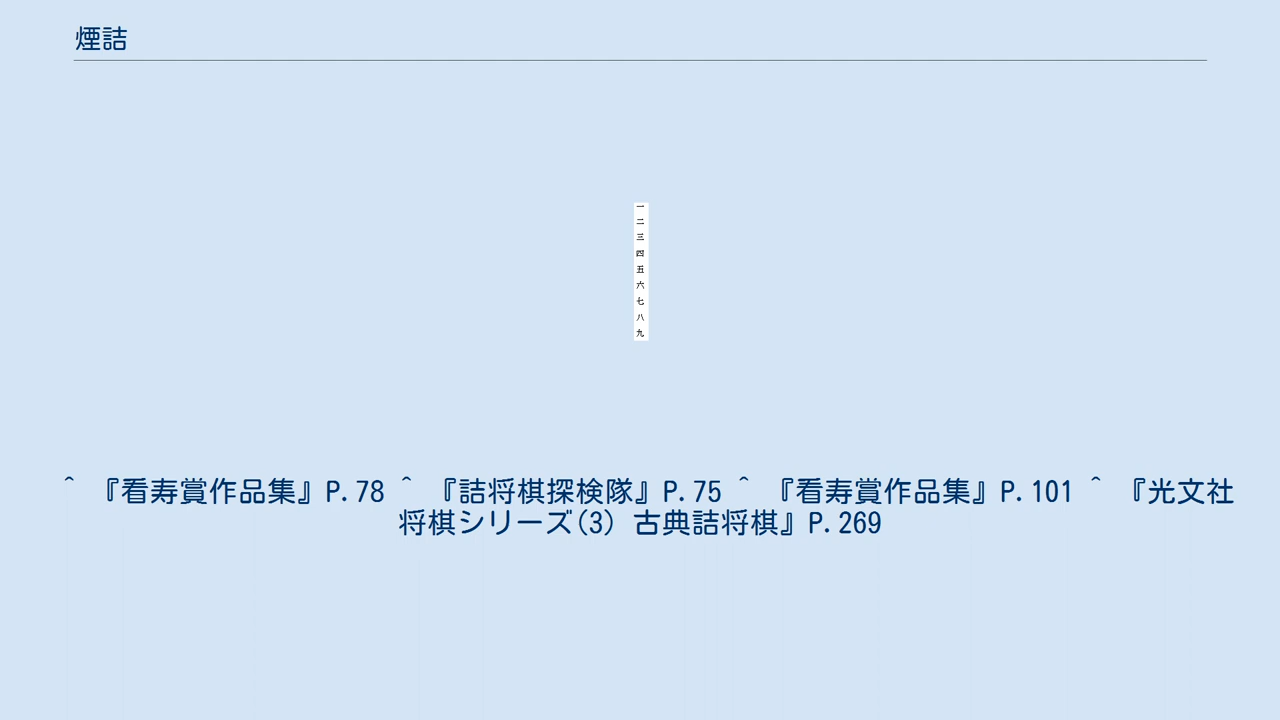 煙詰
一
二
三
四
五
六
七
八
九
^ 『看寿賞作品集』P.78 ^ 『詰将棋探検隊』P.75 ^ 『看寿賞作品集』P.101 ^ 『光文社
将棋シリーズ(3) 古典詰将棋』P.269